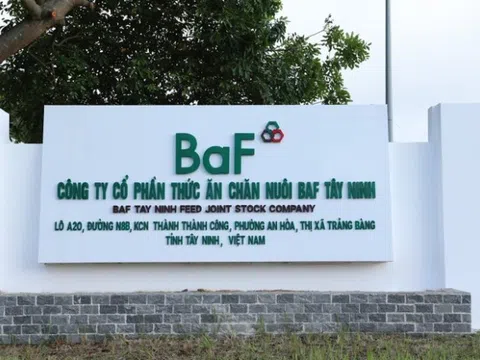 BaF
CÔNG TY CỔ PHẦN THỨC ĂN CHĂN NUÔI BAF TÂY NINH
BAF TAY NINH FEED JOINT STOCK COMPANY
LÔ A20, ĐƯỜNG N8B, KCN THÀNH THÀNH CÔNG, PHƯỜNG AN HÒA, THỊ XÃ TRẢNG BÀNG
TỈNH TÂY NINH, VIỆT NAM